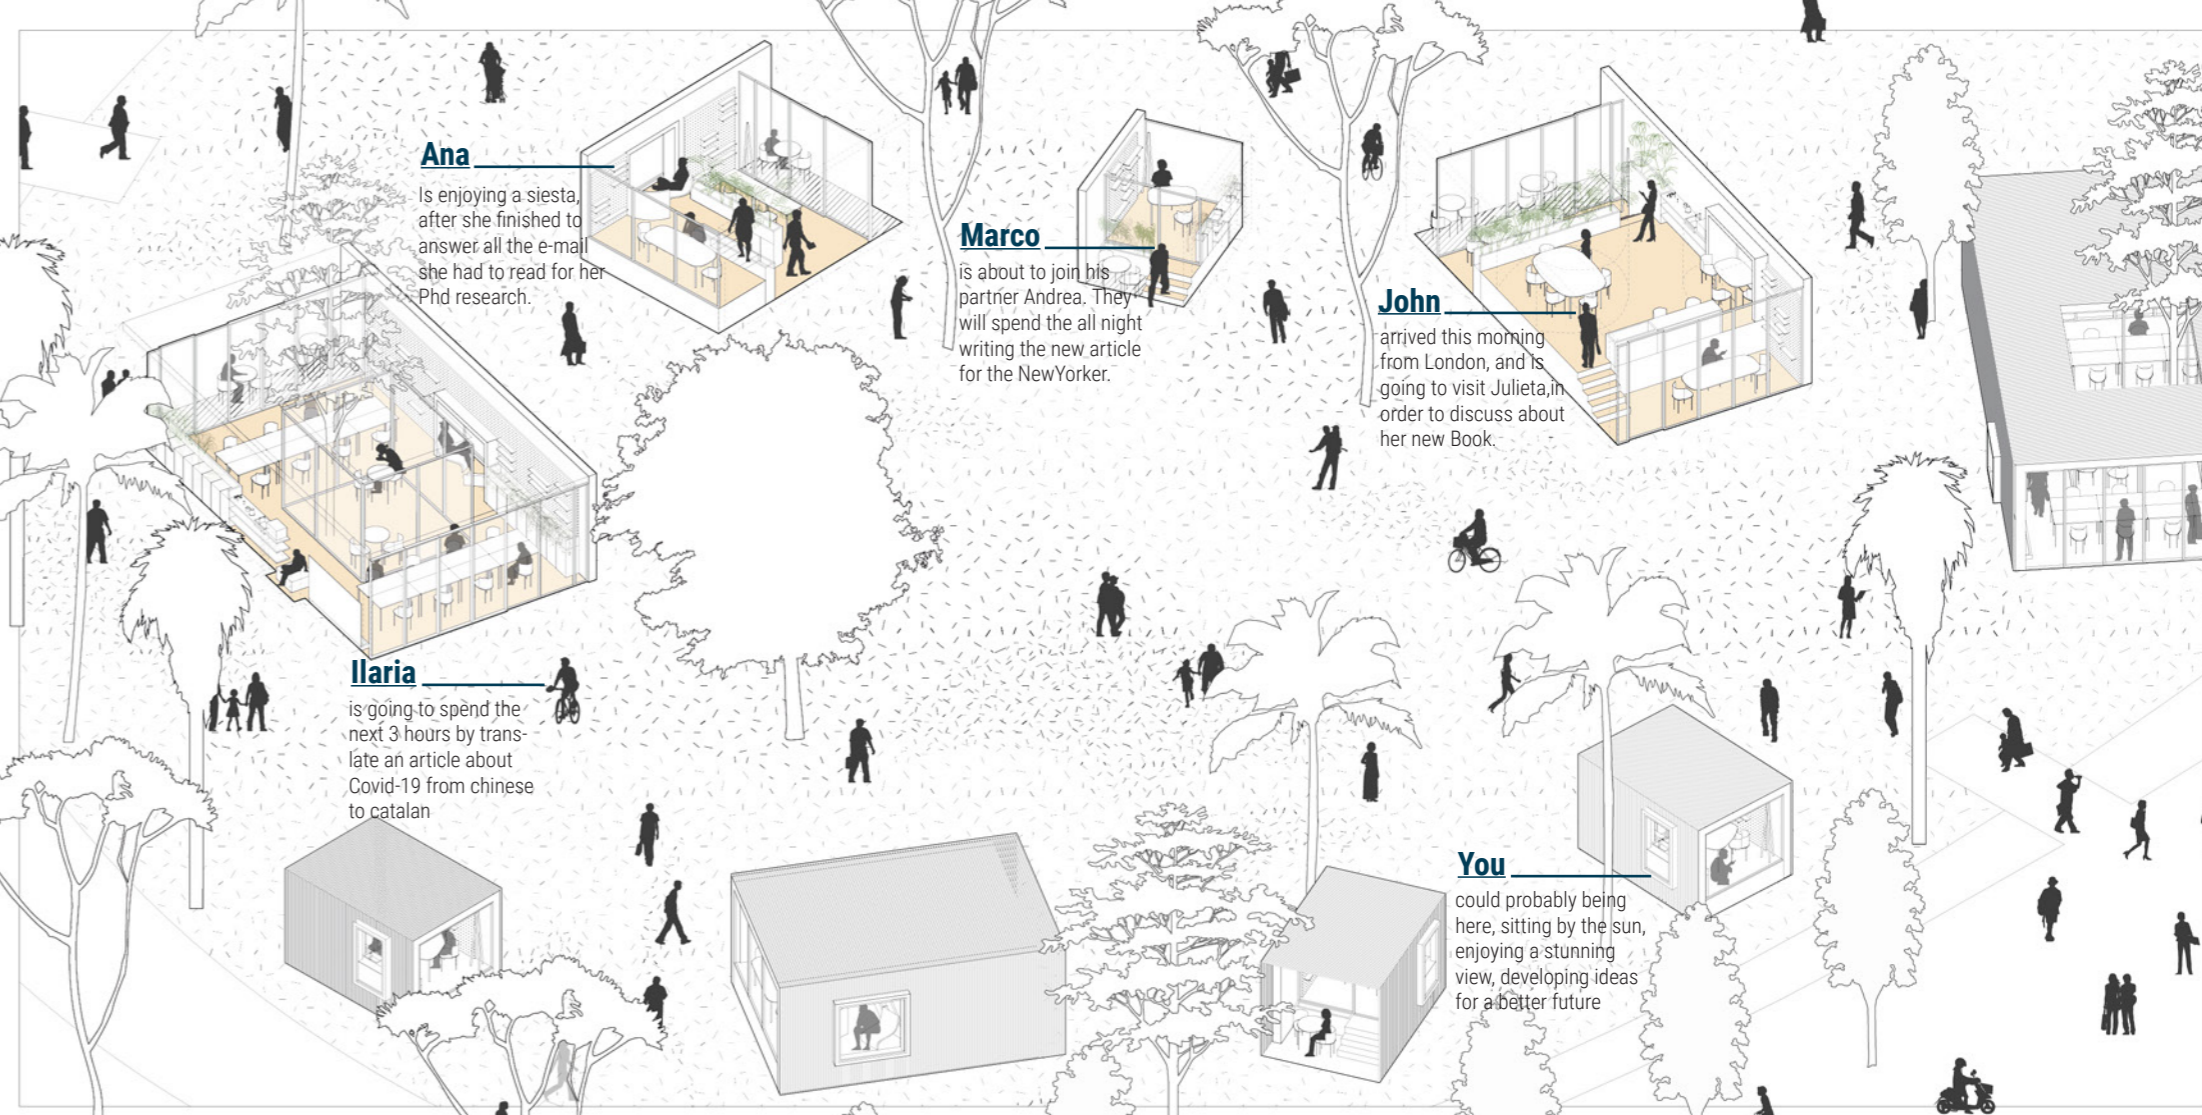 Ana
Is enjoying a siesta,
after she finished to
answer all the e-mail
she had to read for her
Phd research.
Marco
is about to join his
partner Andrea. They
will spend the all night
writing the new article
for the NewYorker.
John
arrived this morning
from London, and is
going to visit Julieta,in
order to discuss about
her new Book.
Ilaria
is going to spend the
next 3 hours by trans-
late an article about
Covid-19 from chinese
to catalan
You
could probably being
here, sitting by the sun,
enjoying a stunning
view, developing ideas
for a better future